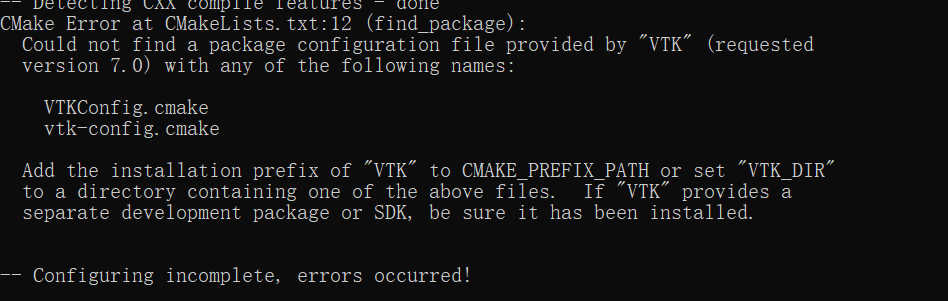 -- Detecting CXX compile features - done
CMake Error at CMakeLists.txt:12 (find_package):
Could not find a package configuration file provided by "VTK" (requested
version 7.0) with any of the following names:
VTKConfig.cmake
vtk-config.cmake
Add the installation prefix of "VTK" to CMAKE_PREFIX_PATH or set "VTK_DIR"
to a directory containing one of the above files.  If "VTK" provides a
separate development package or SDK, be sure it has been installed.
-- Configuring incomplete, errors occurred!